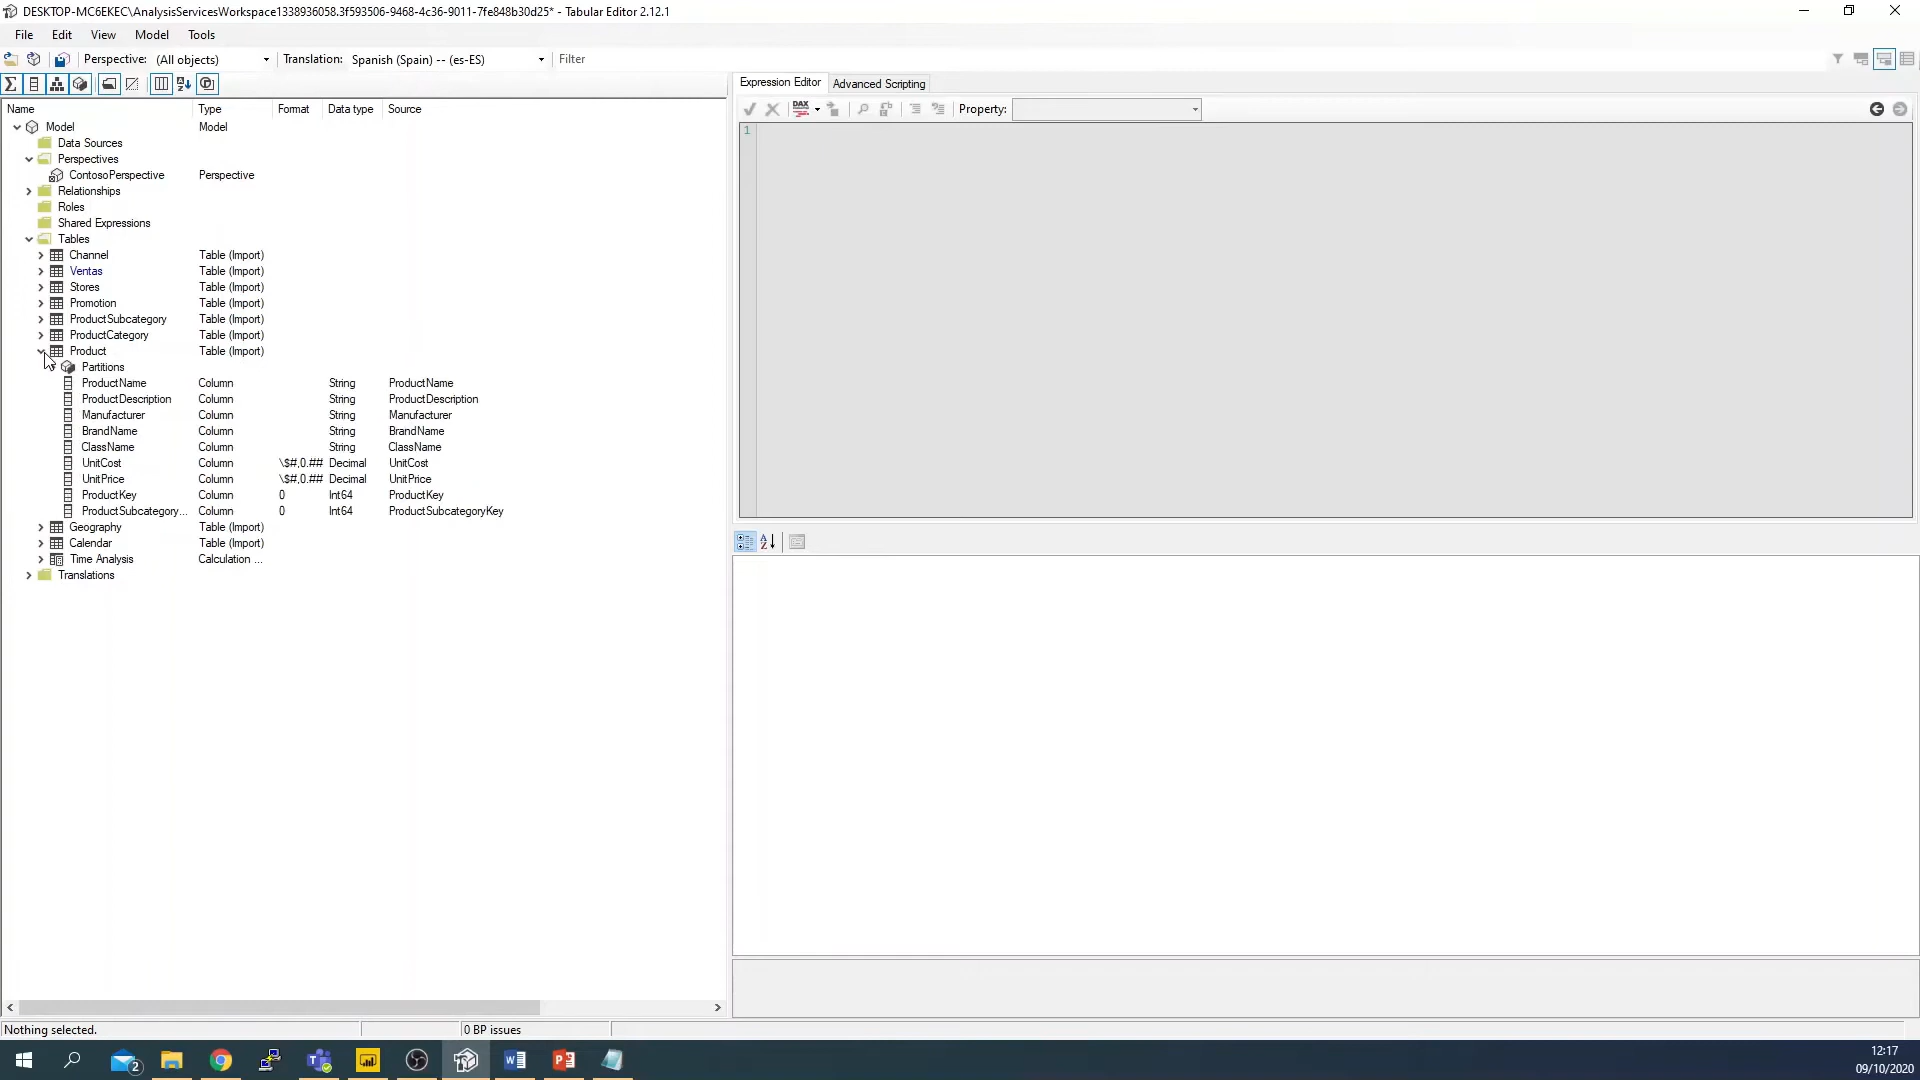 DESKTOP-MC6EKEC\AnalysisServicesWorkspace1338936058.3f593506-9468-4c36-9011-7fe848b30d25* - Tabular Editor 2.12.1
File Edit View Model Tools
Perspective: (All objects) Translation: Spanish (Spain) -- (es-ES) Filter
Expression Editor Advanced Scripting
DAX Property:
1
Name Type Format Data type Source
Model Model
Data Sources
Perspectives
ContosoPerspective Perspective
Relationships
Roles
Shared Expressions
Tables
Channel Table (Import)
Ventas Table (Import)
Stores Table (Import)
Promotion Table (Import)
ProductSubcategory Table (Import)
ProductCategory Table (Import)
Product Table (Import)
Partitions
ProductName Column String ProductName
ProductDescription Column String ProductDescription
Manufacturer Column String Manufacturer
BrandName Column String BrandName
ClassName Column String ClassName
UnitCost Column \$#,0.## Decimal UnitCost
UnitPrice Column \$#,0.## Decimal UnitPrice
ProductKey Column 0 Int64 ProductKey
ProductSubcategory... Column 0 Int64 ProductSubcategoryKey
Geography Table (Import)
Calendar Table (Import)
Time Analysis Calculation ...
Translations
Nothing selected. 0 BP issues
2
12:17
09/10/2020